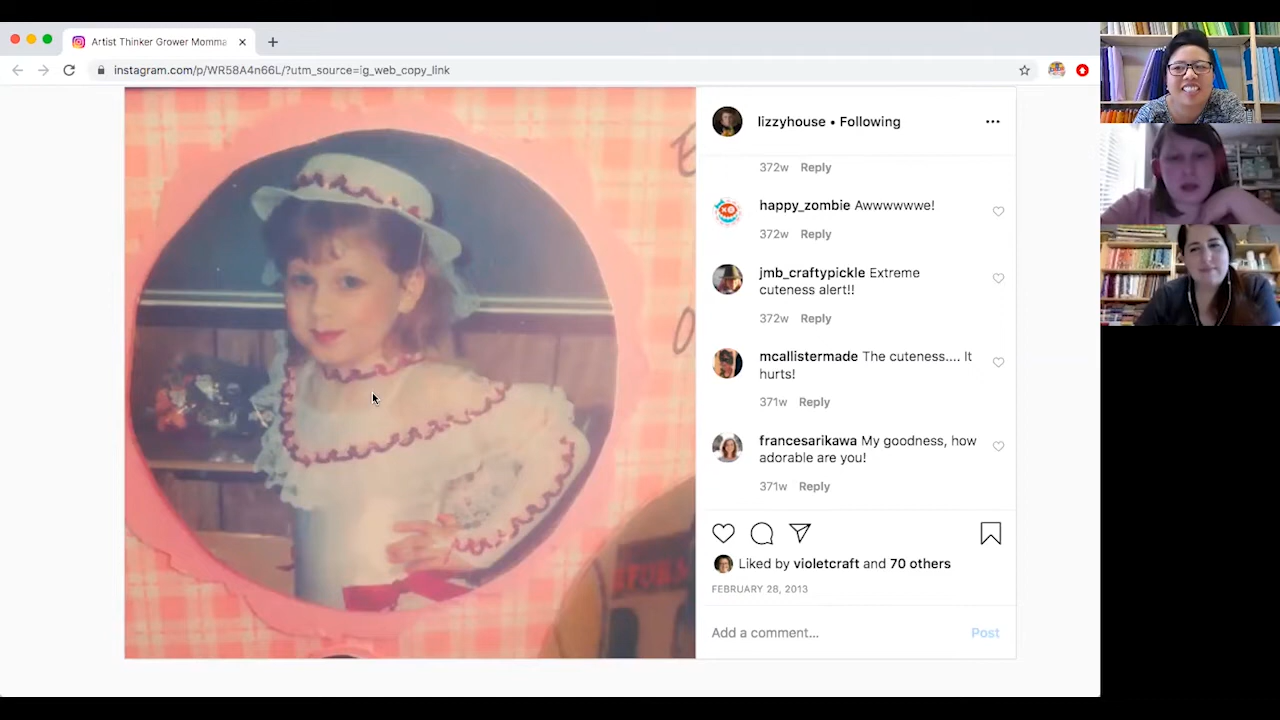 Artist Thinker Grower Momma
instagram.com/p/WR58A4n66L/?utm_source=ig_web_copy_link
lizzyhouse • Following
372w Reply
happy_zombie Awwwwwwe!
372w Reply
jmb_craftypickle Extreme
cuteness alert!!
372w Reply
mcallistermade The cuteness.... It
hurts!
371w Reply
francesarikawa My goodness, how
adorable are you!
371w Reply
Liked by violetcraft and 70 others
FEBRUARY 28, 2013
Add a comment... Post